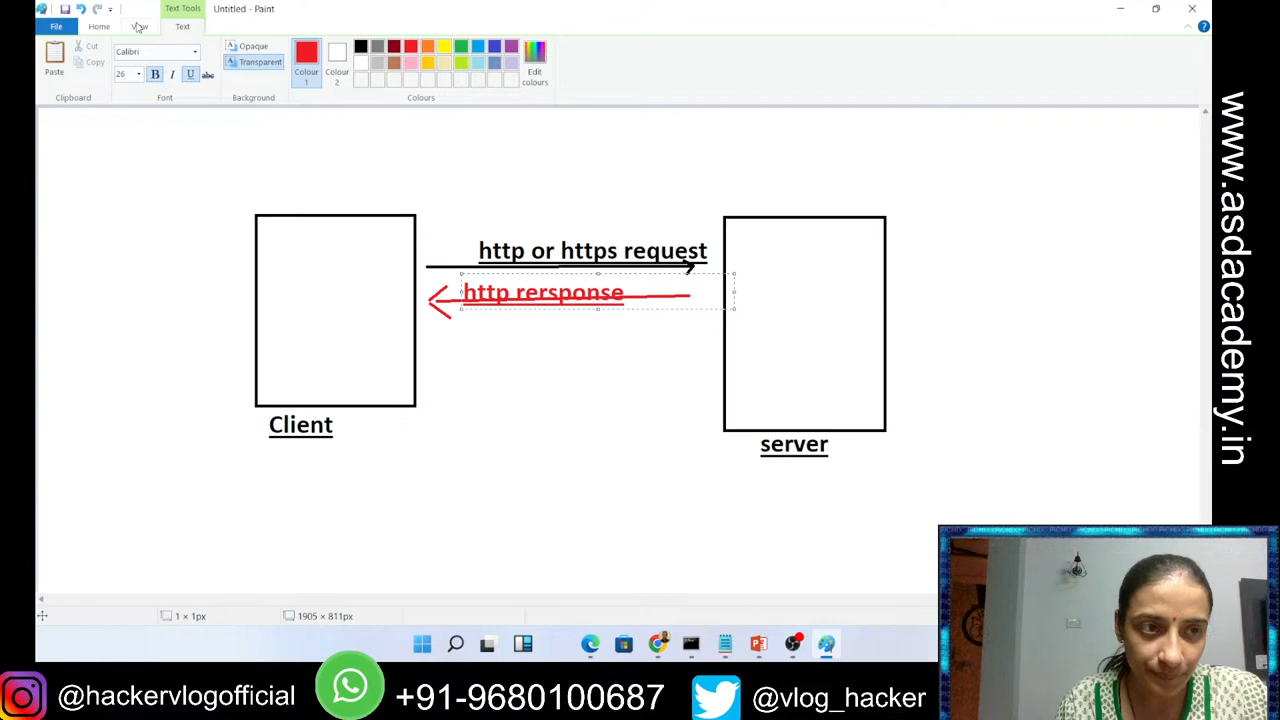 Text Tools
Untitled - Paint
File
Home
View
Text
Paste
Cut
Copy
Clipboard
Calibri
26
B
I
U
abc
Font
Opaque
Transparent
Background
Colour
1
Colour
2
Edit
colours
Colours
http or https request
http rersponse
Client
server
1 × 1px
1905 × 811px
www.asdacademy.in
@hackervlogofficial
+91-9680100687
@vlog_hacker